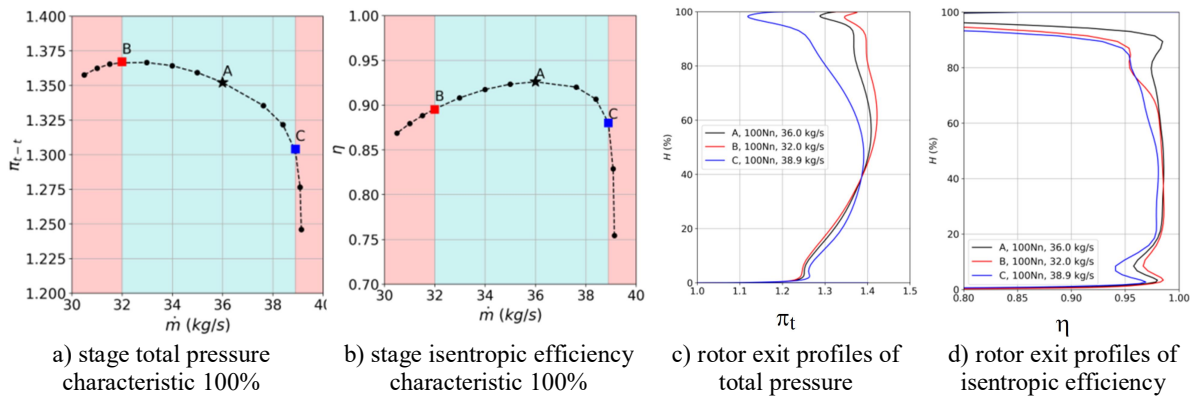 1.400
1.375
1.350
1.325
1.300
1.275
1.250
1.225
1.200
π t−t
B
A
C
30 32 34 36 38 40
ṁ (kg/s)
1.00
0.95
0.90
0.85
0.80
0.75
0.70
η
B
A
C
30 32 34 36 38 40
ṁ (kg/s)
100
80
60
40
20
H (%)
A, 100Nn, 36.0 kg/s
B, 100Nn, 32.0 kg/s
C, 100Nn, 38.9 kg/s
1.0 1.1 1.2 1.3 1.4 1.5
πt
100
80
60
40
20
0
H (%)
A, 100Nn, 36.0 kg/s
B, 100Nn, 32.0 kg/s
C, 100Nn, 38.9 kg/s
0.80 0.85 0.90 0.95 1.00
η
a) stage total pressure
characteristic 100%
b) stage isentropic efficiency
characteristic 100%
c) rotor exit profiles of
total pressure
d) rotor exit profiles of
isentropic efficiency